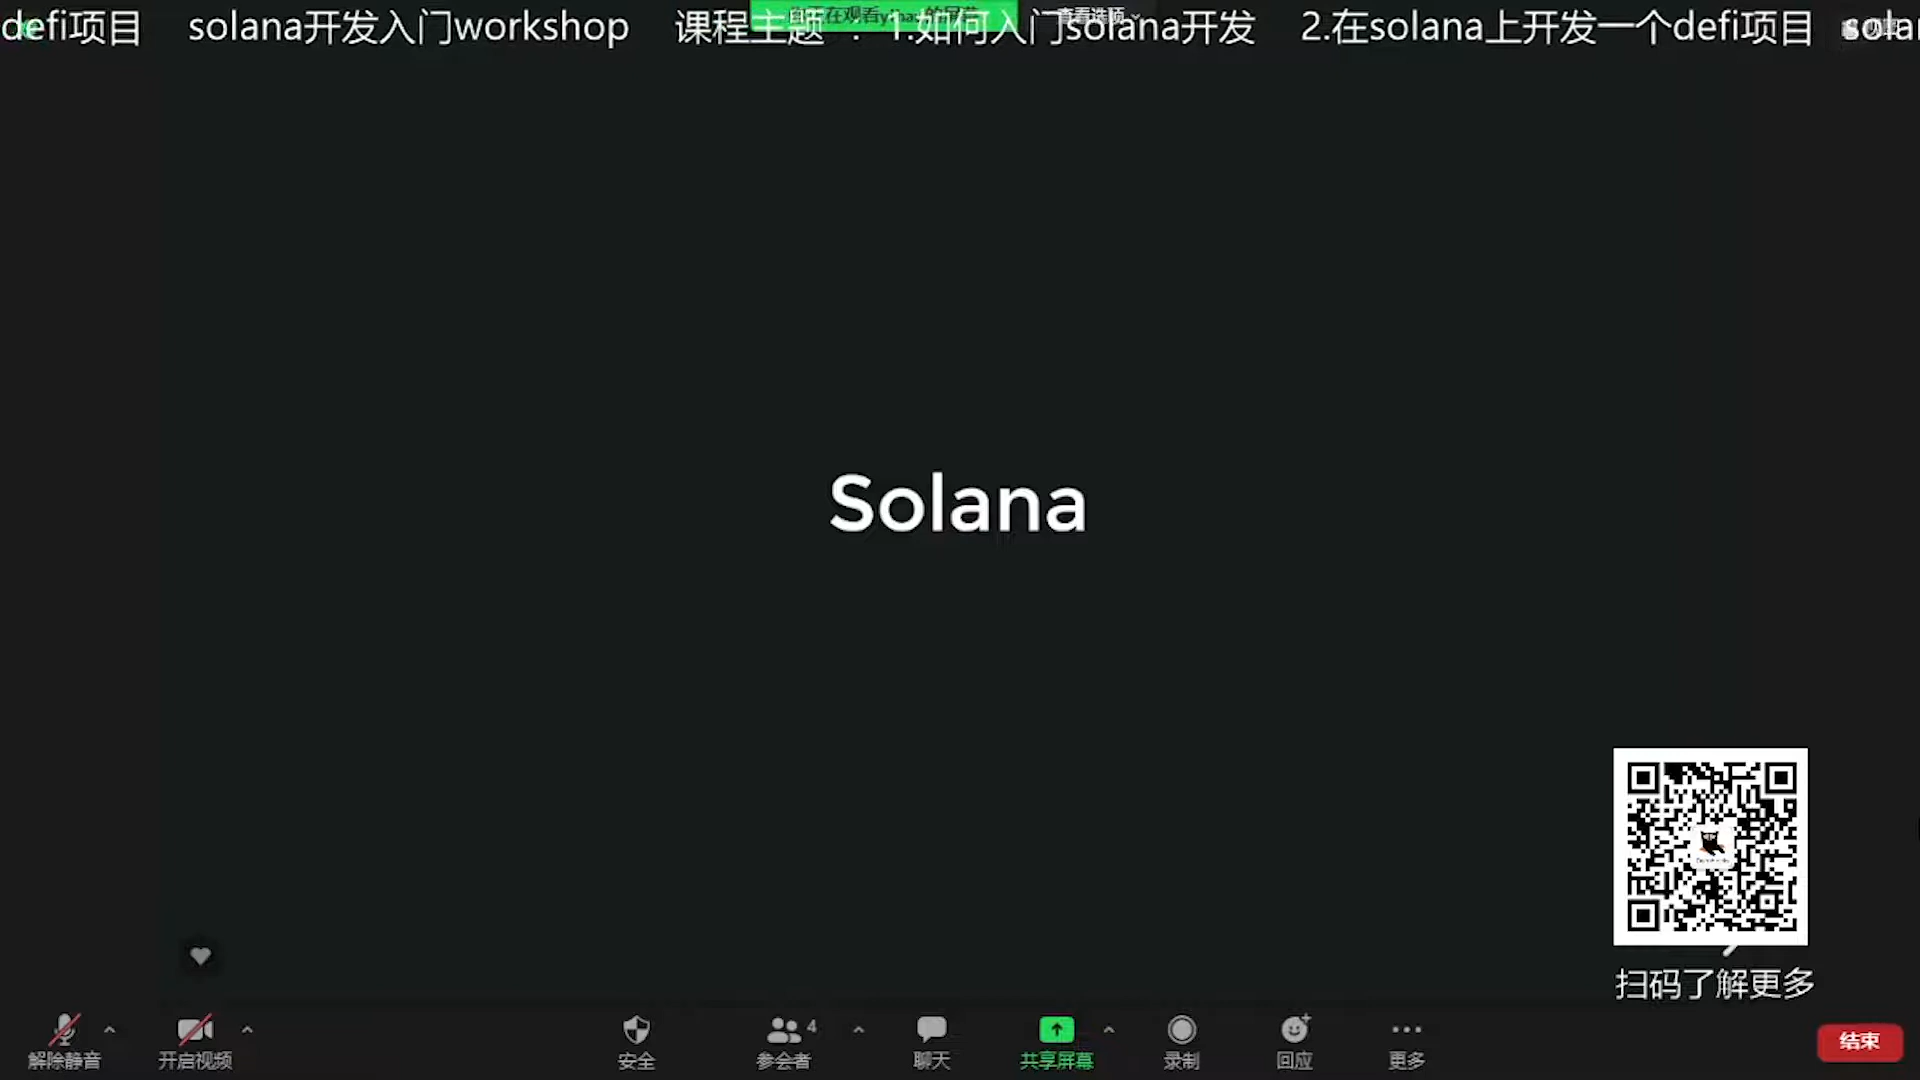 defi项目 solana开发入门workshop 课程主题 : 1.如何入门solana开发 2.在solana上开发一个defi项目
查看选项
Solana
扫码了解更多
4
解除静音 开启视频 安全 参会者 聊天 共享屏幕 录制 回应 更多 结束